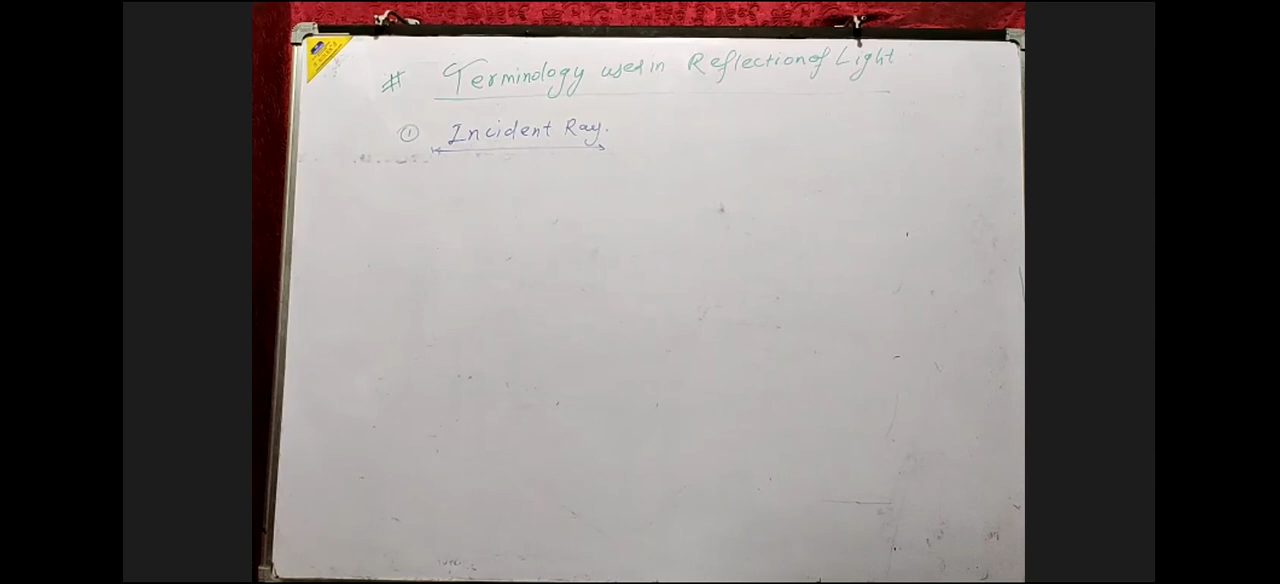 # Terminology used in Reflection of Light
① Incident Ray.